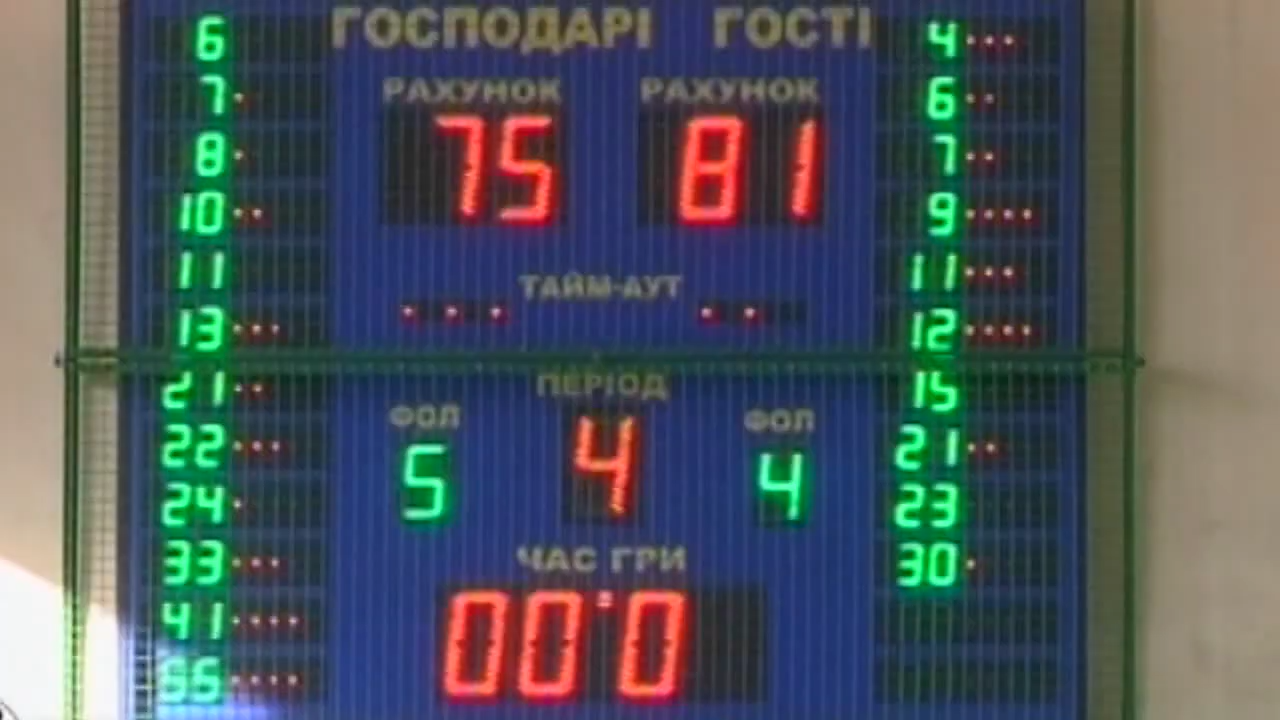 ГОСПОДАРІ ГОСТІ
6 4
РАХУНОК РАХУНОК
7 6
75 81
8 7
10 9
11 11
ТАЙМ-АУТ
13 12
ПЕРІОД
21 15
ФОЛ ФОЛ
22 4 21
5 4
24 23
ЧАС ГРИ
33 30
41
00:0
55